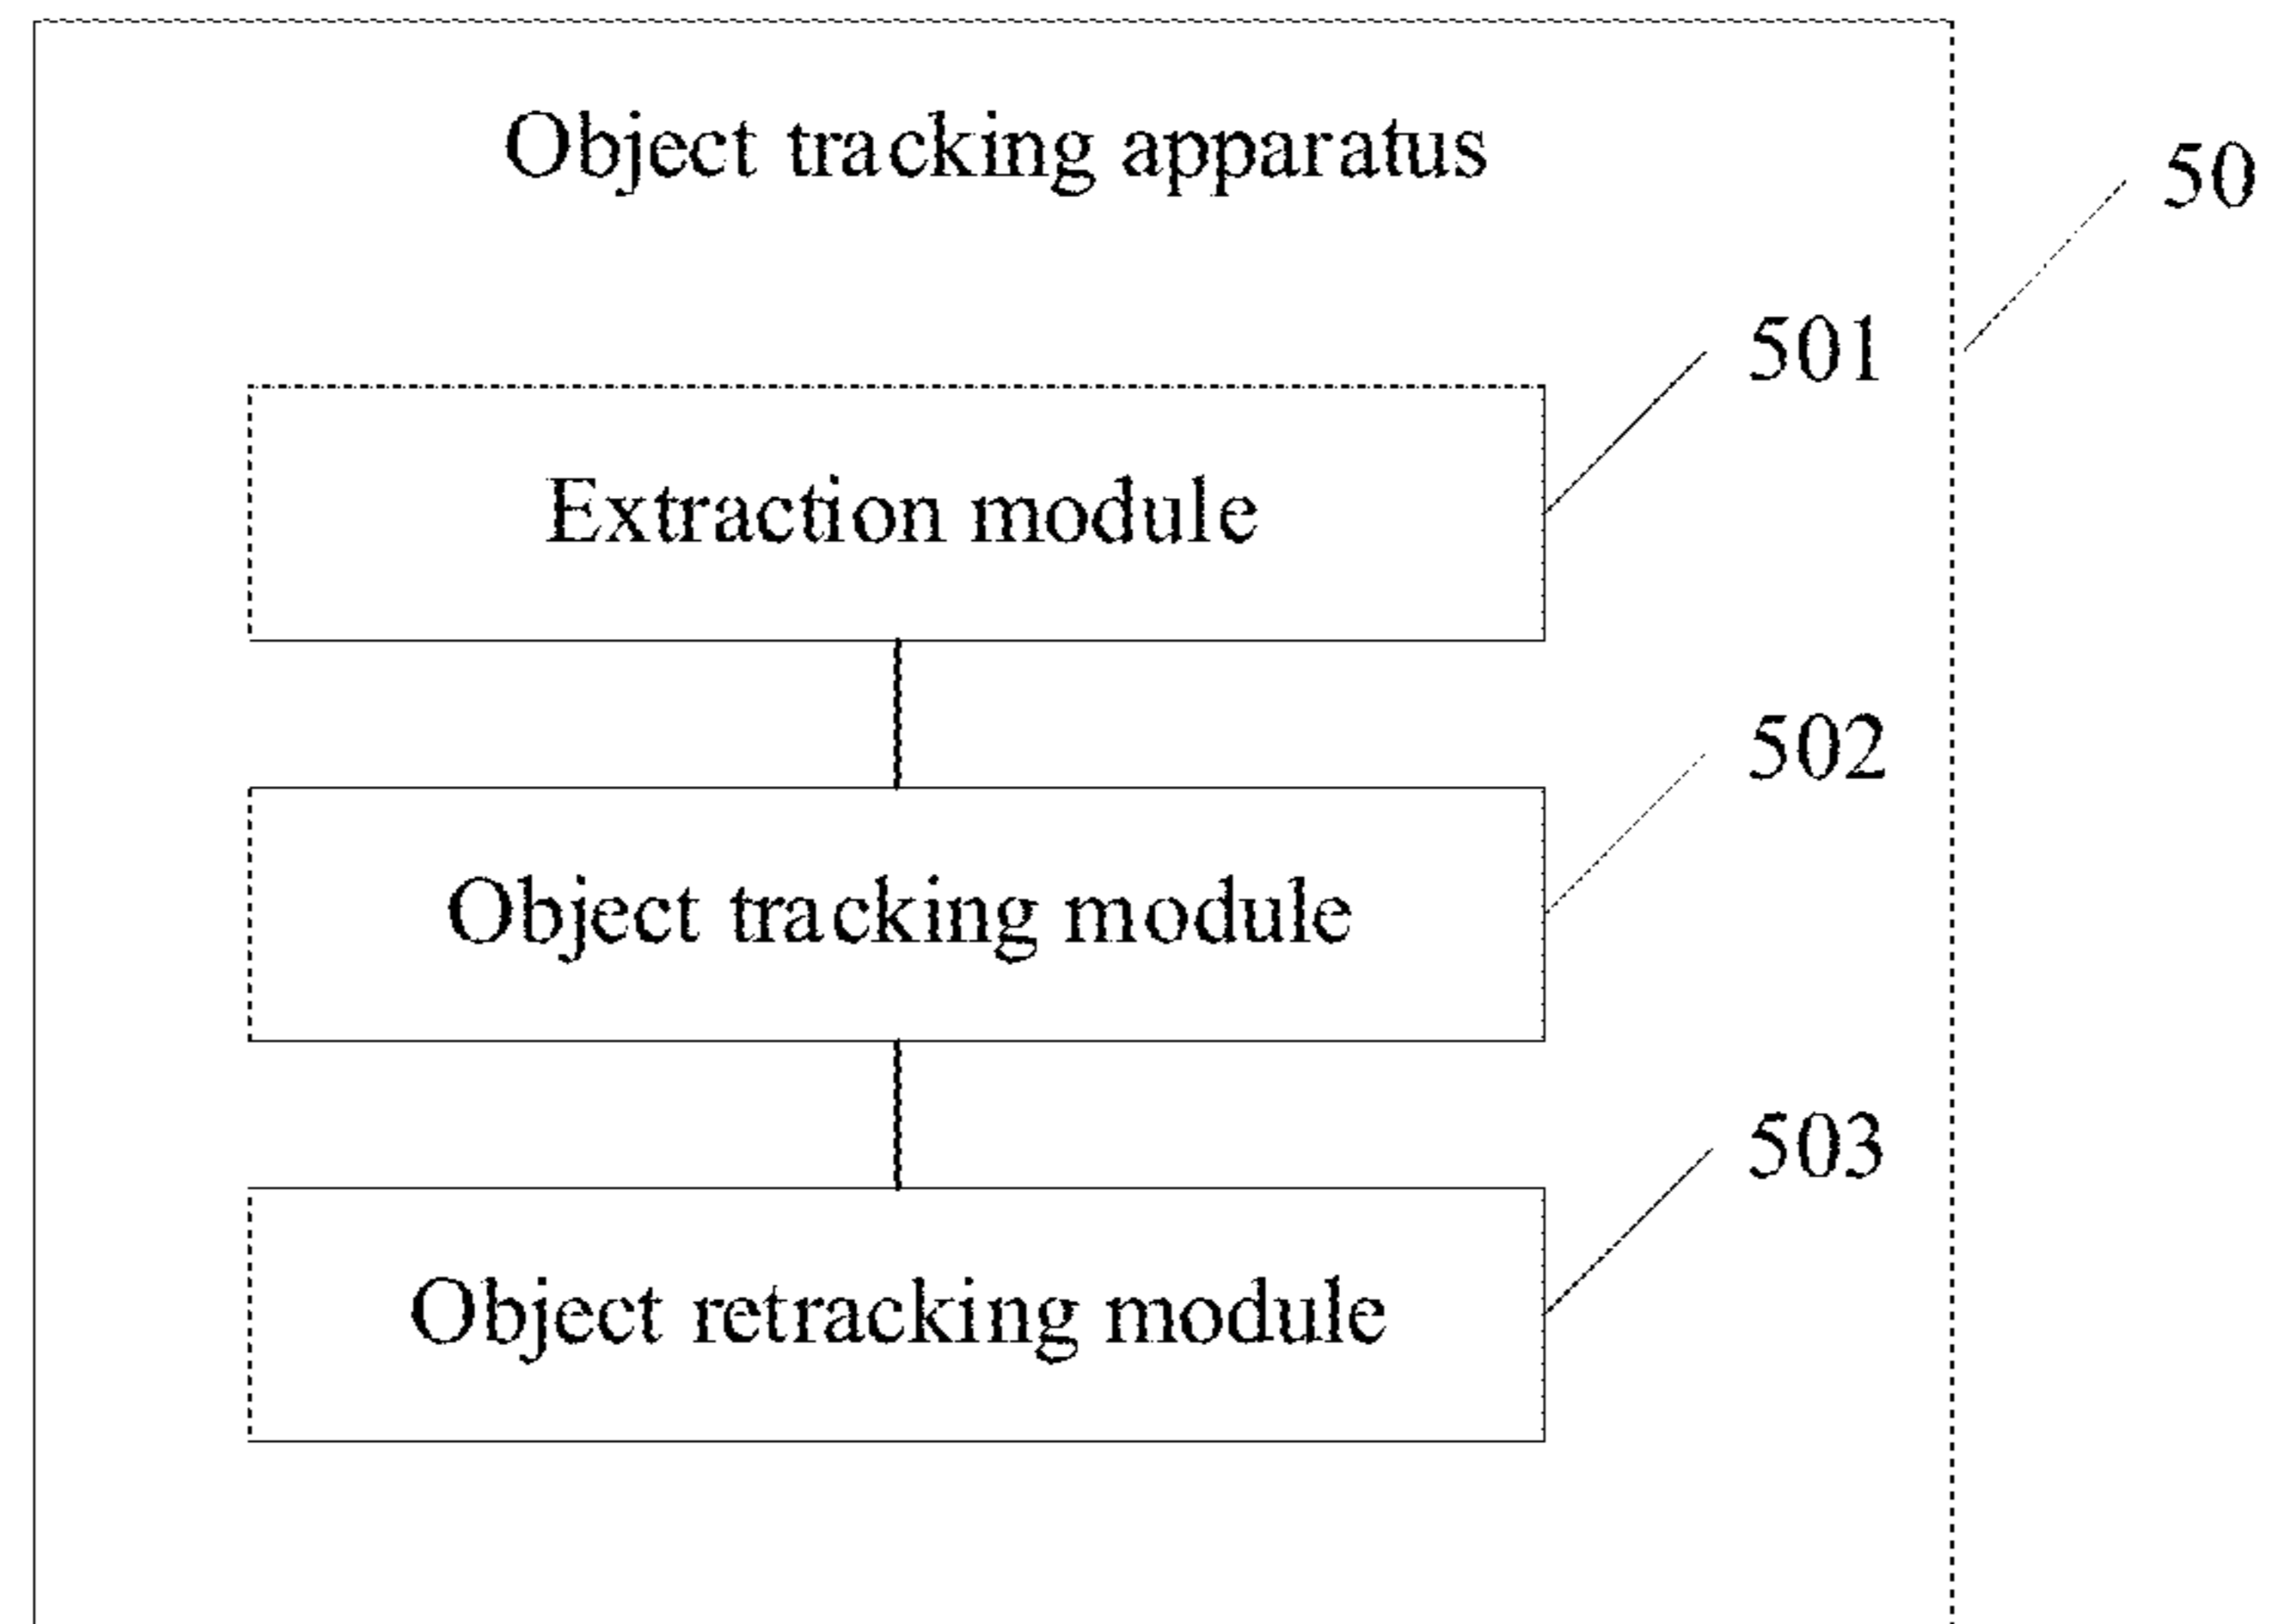 Object tracking apparatus
50
501
Extraction module
502
Object tracking module
503
Object retracking module